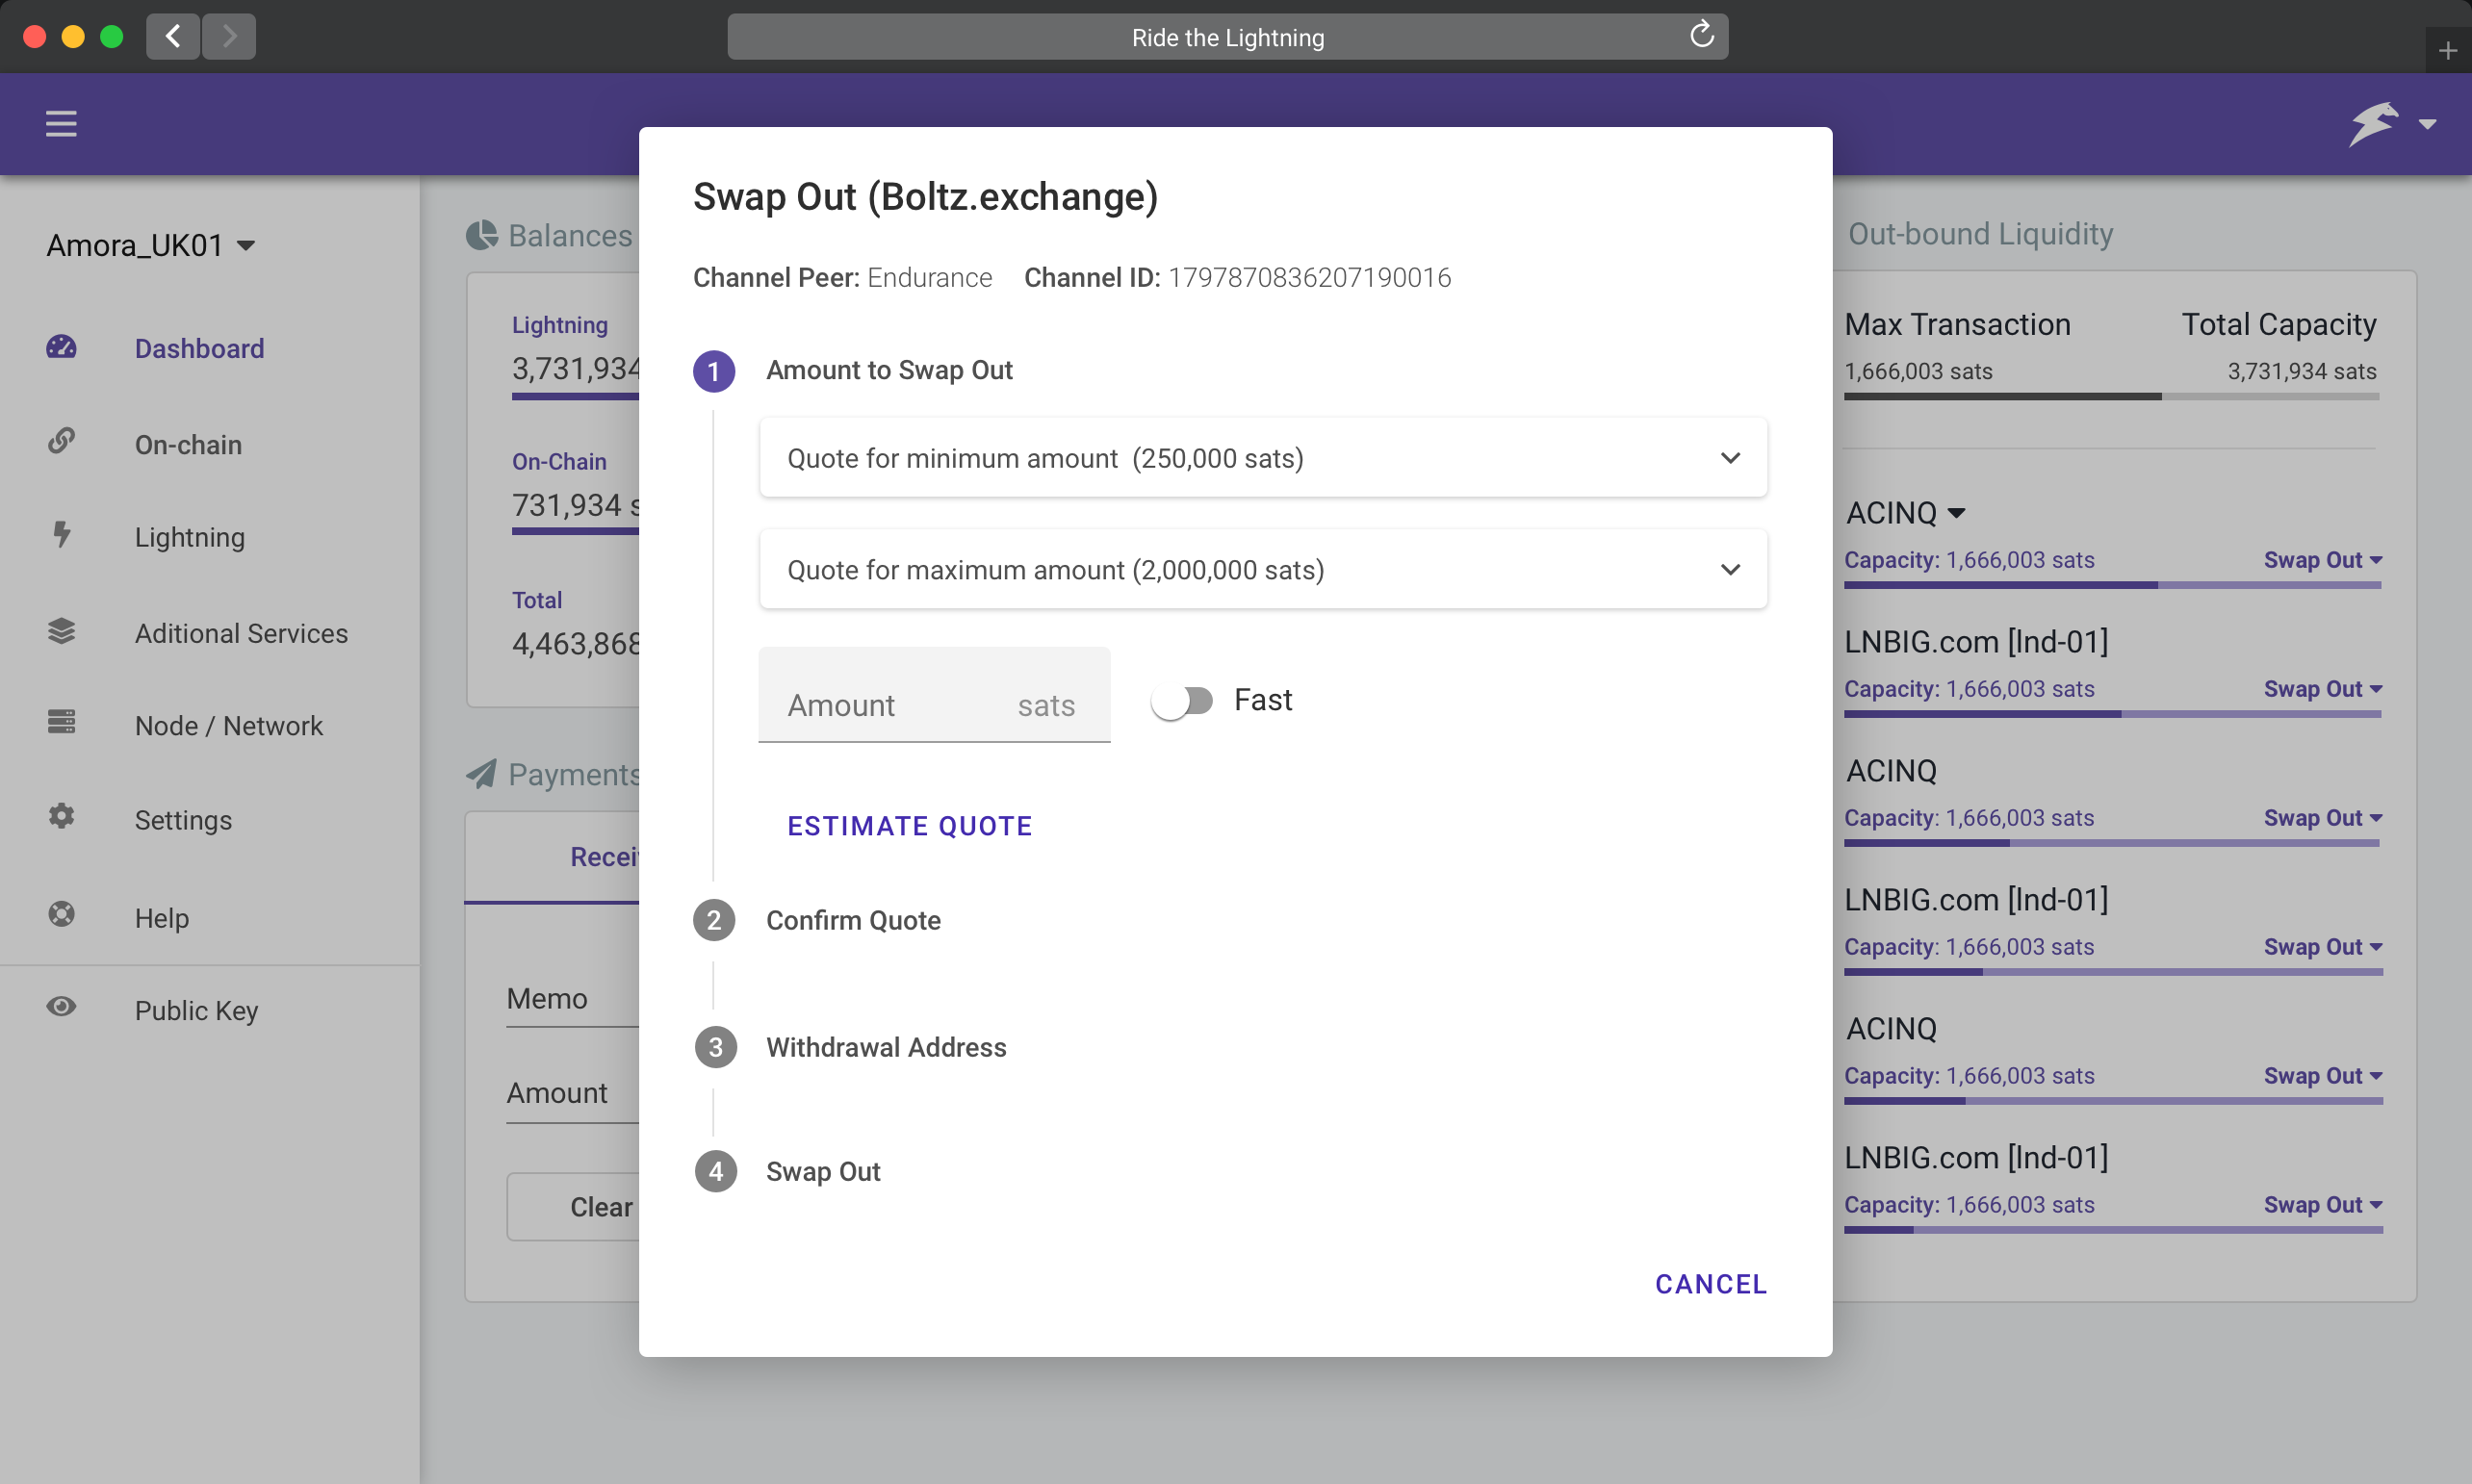 Ride the Lightning
Amora_UK01
Dashboard
On-chain
Lightning
Aditional Services
Node / Network
Settings
Help
Public Key
Balances
Lightning
3,731,934
On-Chain
731,934 s
Total
4,463,868
Payments
Recei
Memo
Amount
Clear
Swap Out (Boltz.exchange)
Channel Peer: Endurance Channel ID: 1797870836207190016
1 Amount to Swap Out
Quote for minimum amount (250,000 sats)
Quote for maximum amount (2,000,000 sats)
Amount sats Fast
ESTIMATE QUOTE
2 Confirm Quote
3 Withdrawal Address
4 Swap Out
CANCEL
Out-bound Liquidity
Max Transaction Total Capacity
1,666,003 sats 3,731,934 sats
ACINQ
Capacity: 1,666,003 sats Swap Out
LNBIG.com [lnd-01]
Capacity: 1,666,003 sats Swap Out
ACINQ
Capacity: 1,666,003 sats Swap Out
LNBIG.com [lnd-01]
Capacity: 1,666,003 sats Swap Out
ACINQ
Capacity: 1,666,003 sats Swap Out
LNBIG.com [lnd-01]
Capacity: 1,666,003 sats Swap Out